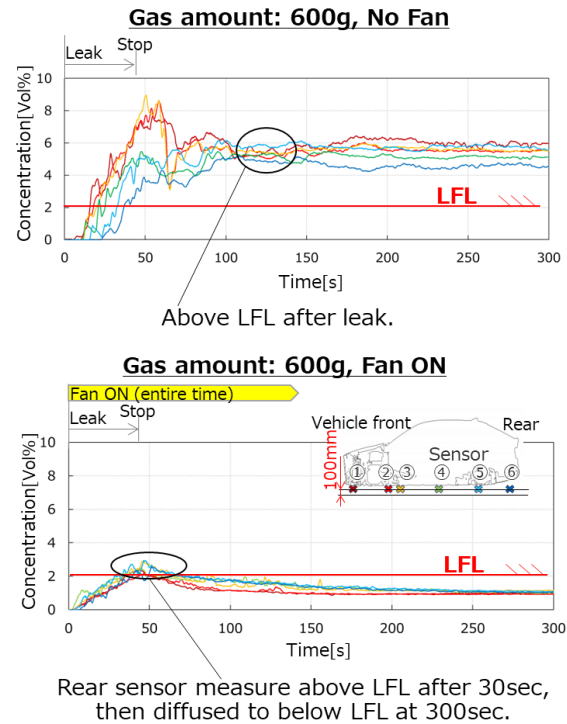 Gas amount: 600g, No Fan
Stop
Leak
Concentration[Vol%]
10
8
6
4
2
0
LFL
0 50 100 150 200 250 300
Time[s]
Above LFL after leak.
Gas amount: 600g, Fan ON
Fan ON (entire time)
Stop
Leak
Vehicle front
Rear
Sensor
① ② ③ ④ ⑤ ⑥
100mm
Concentration[Vol%]
10
8
6
4
2
0
LFL
0 50 100 150 200 250 300
Time[s]
Rear sensor measure above LFL after 30sec,
then diffused to below LFL at 300sec.